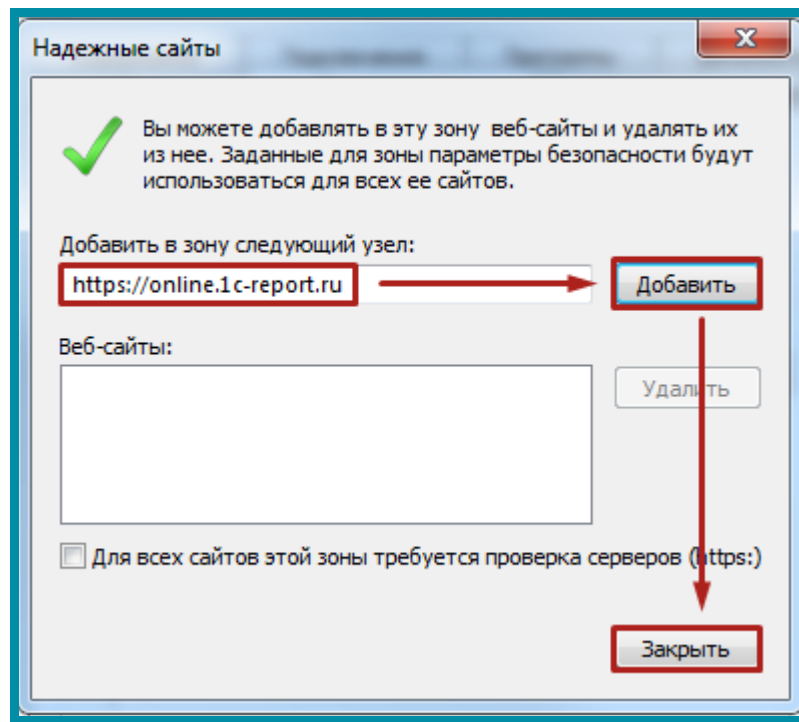 Надежные сайты
Вы можете добавлять в эту зону веб-сайты и удалять их
из нее. Заданные для зоны параметры безопасности будут
использоваться для всех ее сайтов.
Добавить в зону следующий узел:
https://online.1c-report.ru
Добавить
Веб-сайты:
Удалить
Для всех сайтов этой зоны требуется проверка серверов (https:)
Закрыть